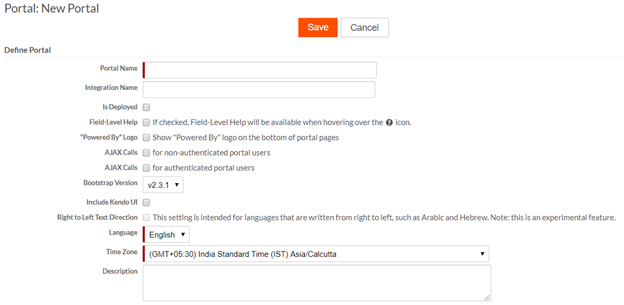 Portal: New Portal
Save Cancel
Define Portal
Portal Name
Integration Name
Is Deployed
Field-Level Help If checked, Field-Level Help will be available when hovering over the ? icon.
"Powered By" Logo Show "Powered By" logo on the bottom of portal pages
AJAX Calls for non-authenticated portal users
AJAX Calls for authenticated portal users
Bootstrap Version v2.3.1
Include Kendo UI
Right to Left Text Direction This setting is intended for languages that are written from right to left, such as Arabic and Hebrew. Note: this is an experimental feature.
Language English
Time Zone (GMT+05:30) India Standard Time (IST) Asia/Calcutta
Description